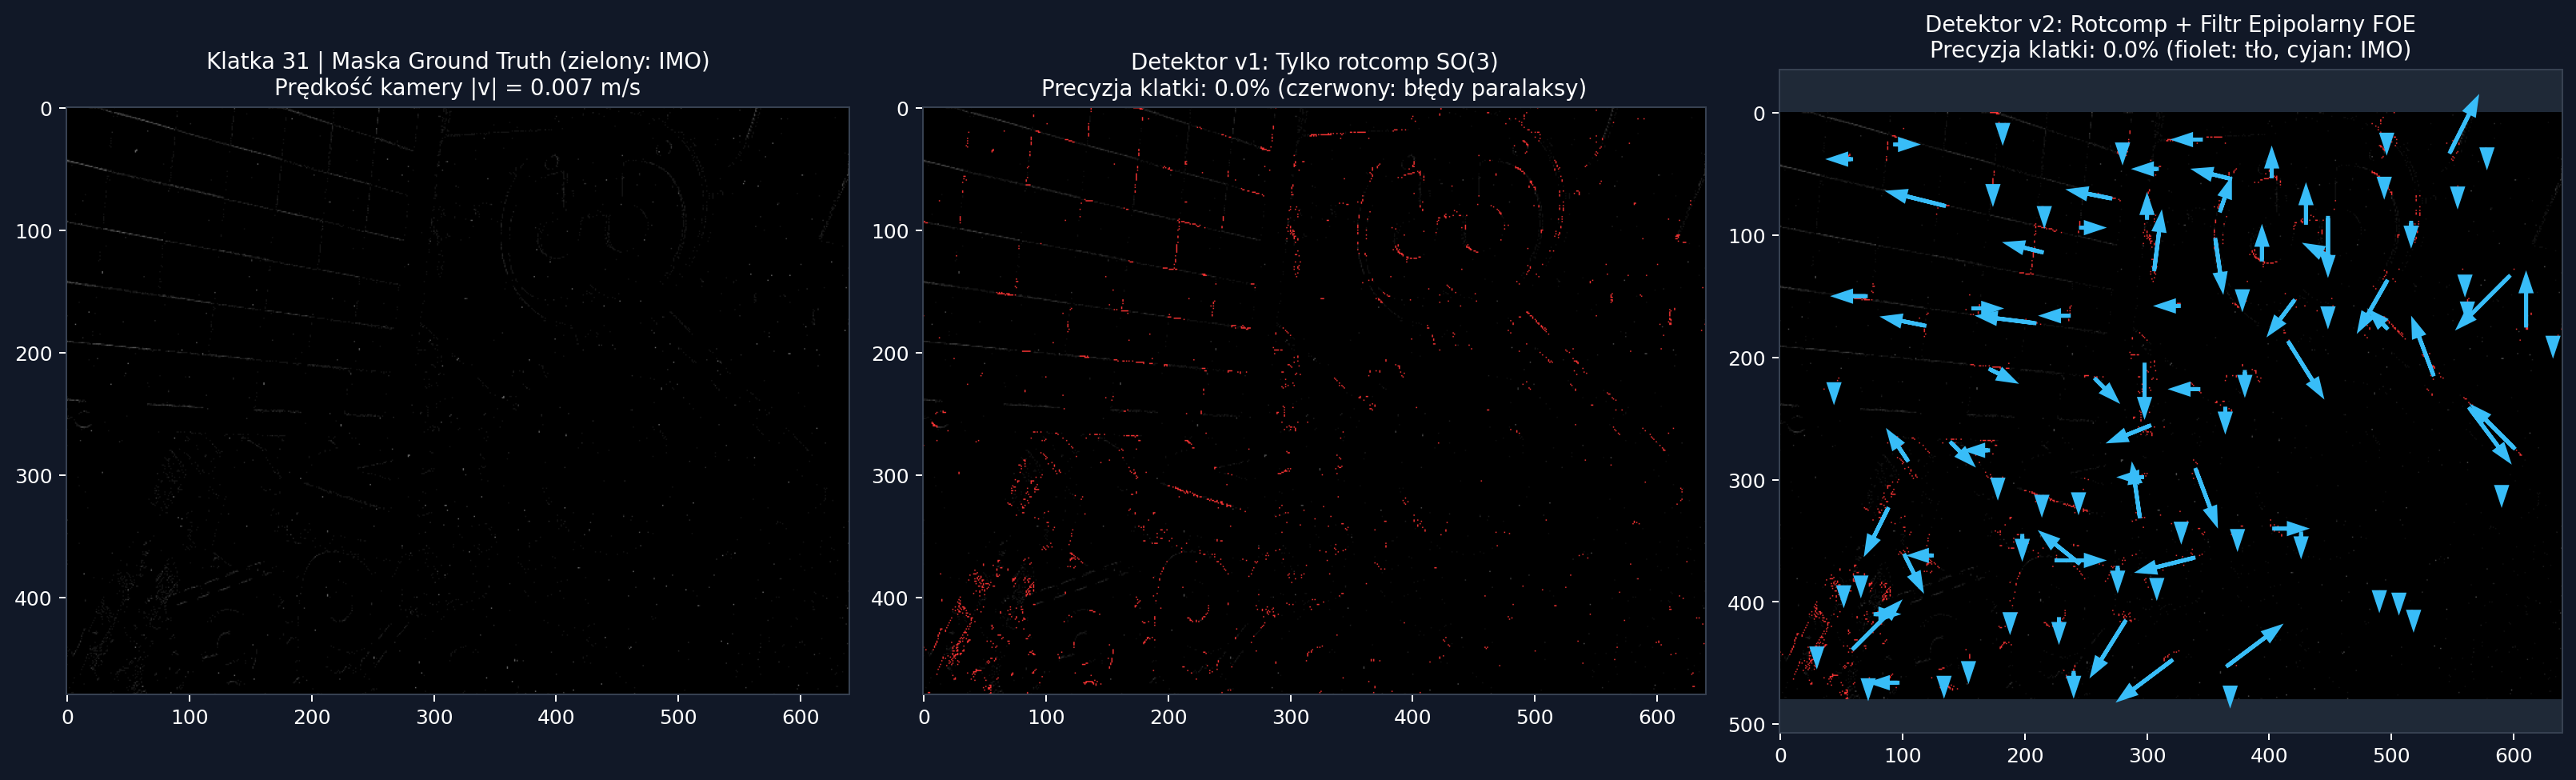 Klatka 31 | Maska Ground Truth (zielony: IMO)
Prędkość kamery |v| = 0.007 m/s
0
100
200
300
400
0 100 200 300 400 500 600
Detektor v1: Tylko rotcomp SO(3)
Precyzja klatki: 0.0% (czerwony: błędy paralaksy)
0
100
200
300
400
0 100 200 300 400 500 600
Detektor v2: Rotcomp + Filtr Epipolarny FOE
Precyzja klatki: 0.0% (fiolet: tło, cyjan: IMO)
0
100
200
300
400
500
0 100 200 300 400 500 600